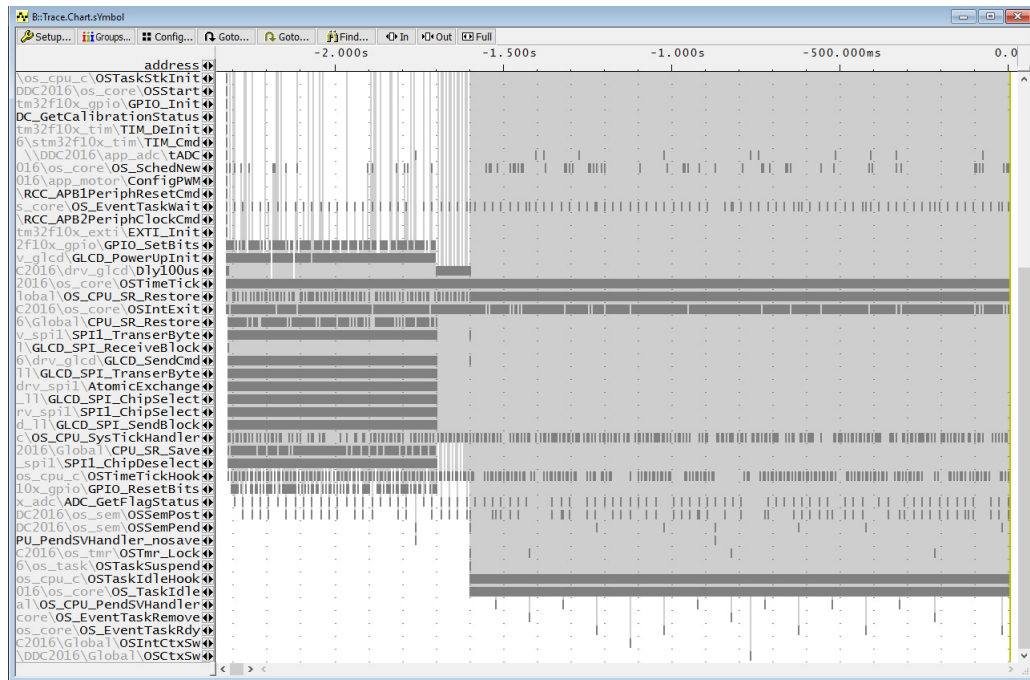 B::Trace.Chart.sYmbol
Setup... Groups... Config... Goto... Goto... Find... In Out Full
-2.000s -1.500s -1.000s -500.000ms 0.0
address
\os_cpu_c\OSTaskStkInit
DDC2016\os_core\OSStart
tm32f10x_gpio\GPIO_Init
DC_GetCalibrationStatus
tm32f10x_tim\TIM_DeInit
6\stm32f10x_tim\TIM_Cmd
\\DDC2016\app_adc\tADC
016\os_core\OS_SchedNew
016\app_motor\ConfigPWM
\RCC_APB1PeriphResetCmd
s_core\OS_EventTaskWait
\RCC_APB2PeriphClockCmd
tm32f10x_exti\EXTI_Init
2f10x_gpio\GPIO_SetBits
v_glcd\GLCD_PowerUpInit
C2016\drv_glcd\Dly100us
2016\os_core\OSTimeTick
lobal\OS_CPU_SR_Restore
C2016\os_core\OSIntExit
6\Global\CPU_SR_Restore
v_spi1\SPI1_TranserByte
l\GLCD_SPI_ReceiveBlock
6\drv_glcd\GLCD_SendCmd
ll\GLCD_SPI_TranserByte
drv_spi1\AtomicExchange
_ll\GLCD_SPI_ChipSelect
rv_spi1\SPI1_ChipSelect
d_ll\GLCD_SPI_SendBlock
c\OS_CPU_SysTickHandler
2016\Global\CPU_SR_Save
_spi1\SPI1_ChipDeselect
os_cpu_c\OSTimeTickHook
10x_gpio\GPIO_ResetBits
x_adc\ADC_GetFlagStatus
DC2016\os_sem\OSSemPost
DC2016\os_sem\OSSemPend
PU_PendSVHandler_nosave
C2016\os_tmr\OSTmr_Lock
6\os_task\OSTaskSuspend
os_cpu_c\OSTaskIdleHook
016\os_core\OS_TaskIdle
al\OS_CPU_PendSVHandler
core\OS_EventTaskRemove
os_core\OS_EventTaskRdy
C2016\Global\OSIntCtxSw
\DDC2016\Global\OSCtxSw